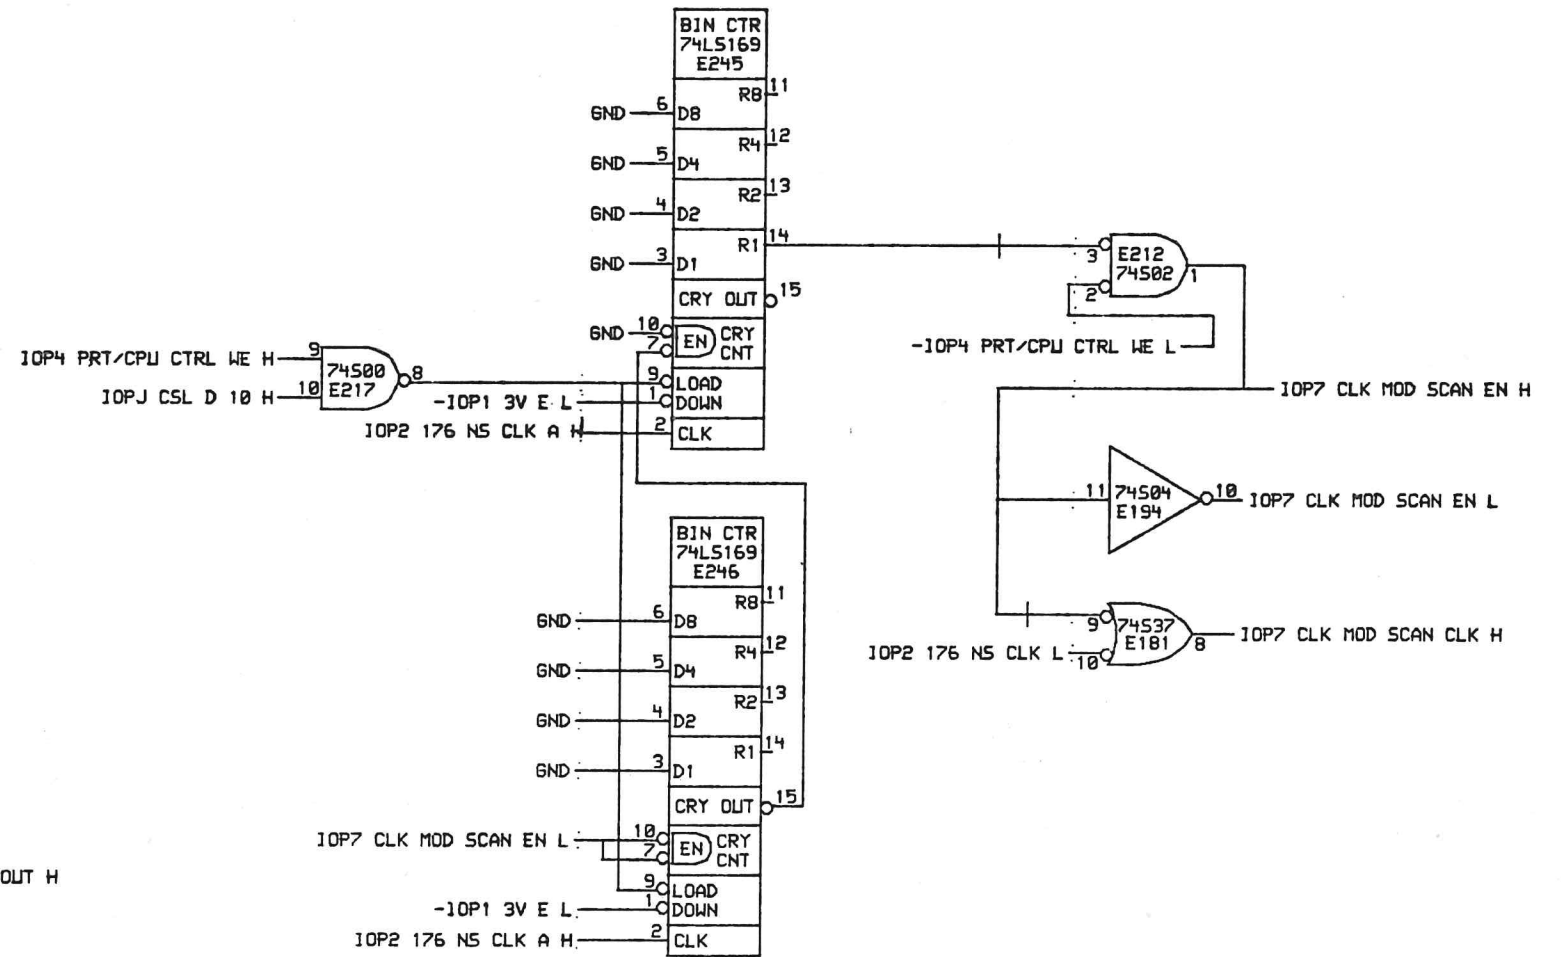 BIN CTR
74LS169
E245
R8 11
GND 6 D8
R4 12
GND 5 D4
R2 13
GND 4 D2
R1 14
GND 3 D1
CRY OUT 15
GND 10 EN CRY
7 CNT
9 LOAD
-IOP1 3V E L 1 DOWN
IOP2 176 NS CLK A H 2 CLK
IOP4 PRT/CPU CTRL WE H 9
74S00 8
IOPJ CSL D 10 H 10 E217
3 E212
74S02 1
2
-IOP4 PRT/CPU CTRL WE L
IOP7 CLK MOD SCAN EN H
11 74S04 10 IOP7 CLK MOD SCAN EN L
E194
9 74S37
E181 8 IOP7 CLK MOD SCAN CLK H
IOP2 176 NS CLK L 10
BIN CTR
74LS169
E246
R8 11
GND 6 D8
R4 12
GND 5 D4
R2 13
GND 4 D2
R1 14
GND 3 D1
CRY OUT 15
IOP7 CLK MOD SCAN EN L 10 EN CRY
7 CNT
9 LOAD
-IOP1 3V E L 1 DOWN
IOP2 176 NS CLK A H 2 CLK
OUT H